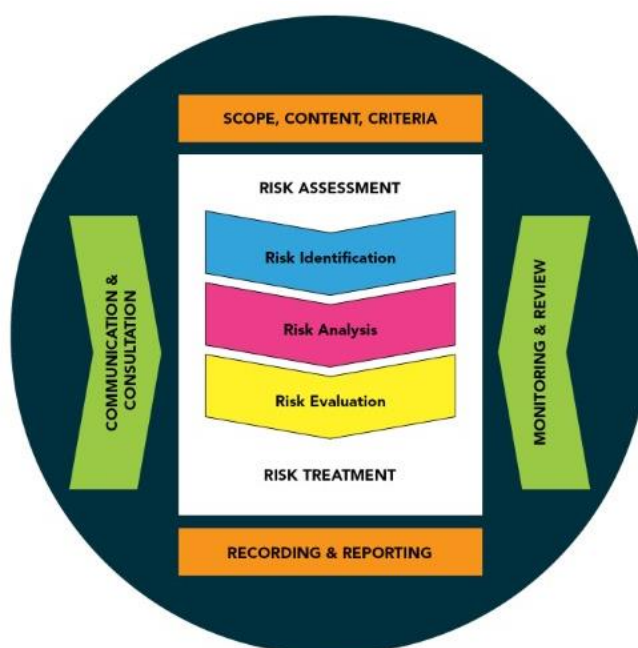 SCOPE, CONTENT, CRITERIA
RISK ASSESSMENT
Risk Identification
Risk Analysis
Risk Evaluation
RISK TREATMENT
COMMUNICATION &
CONSULTATION
MONITORING & REVIEW
RECORDING & REPORTING